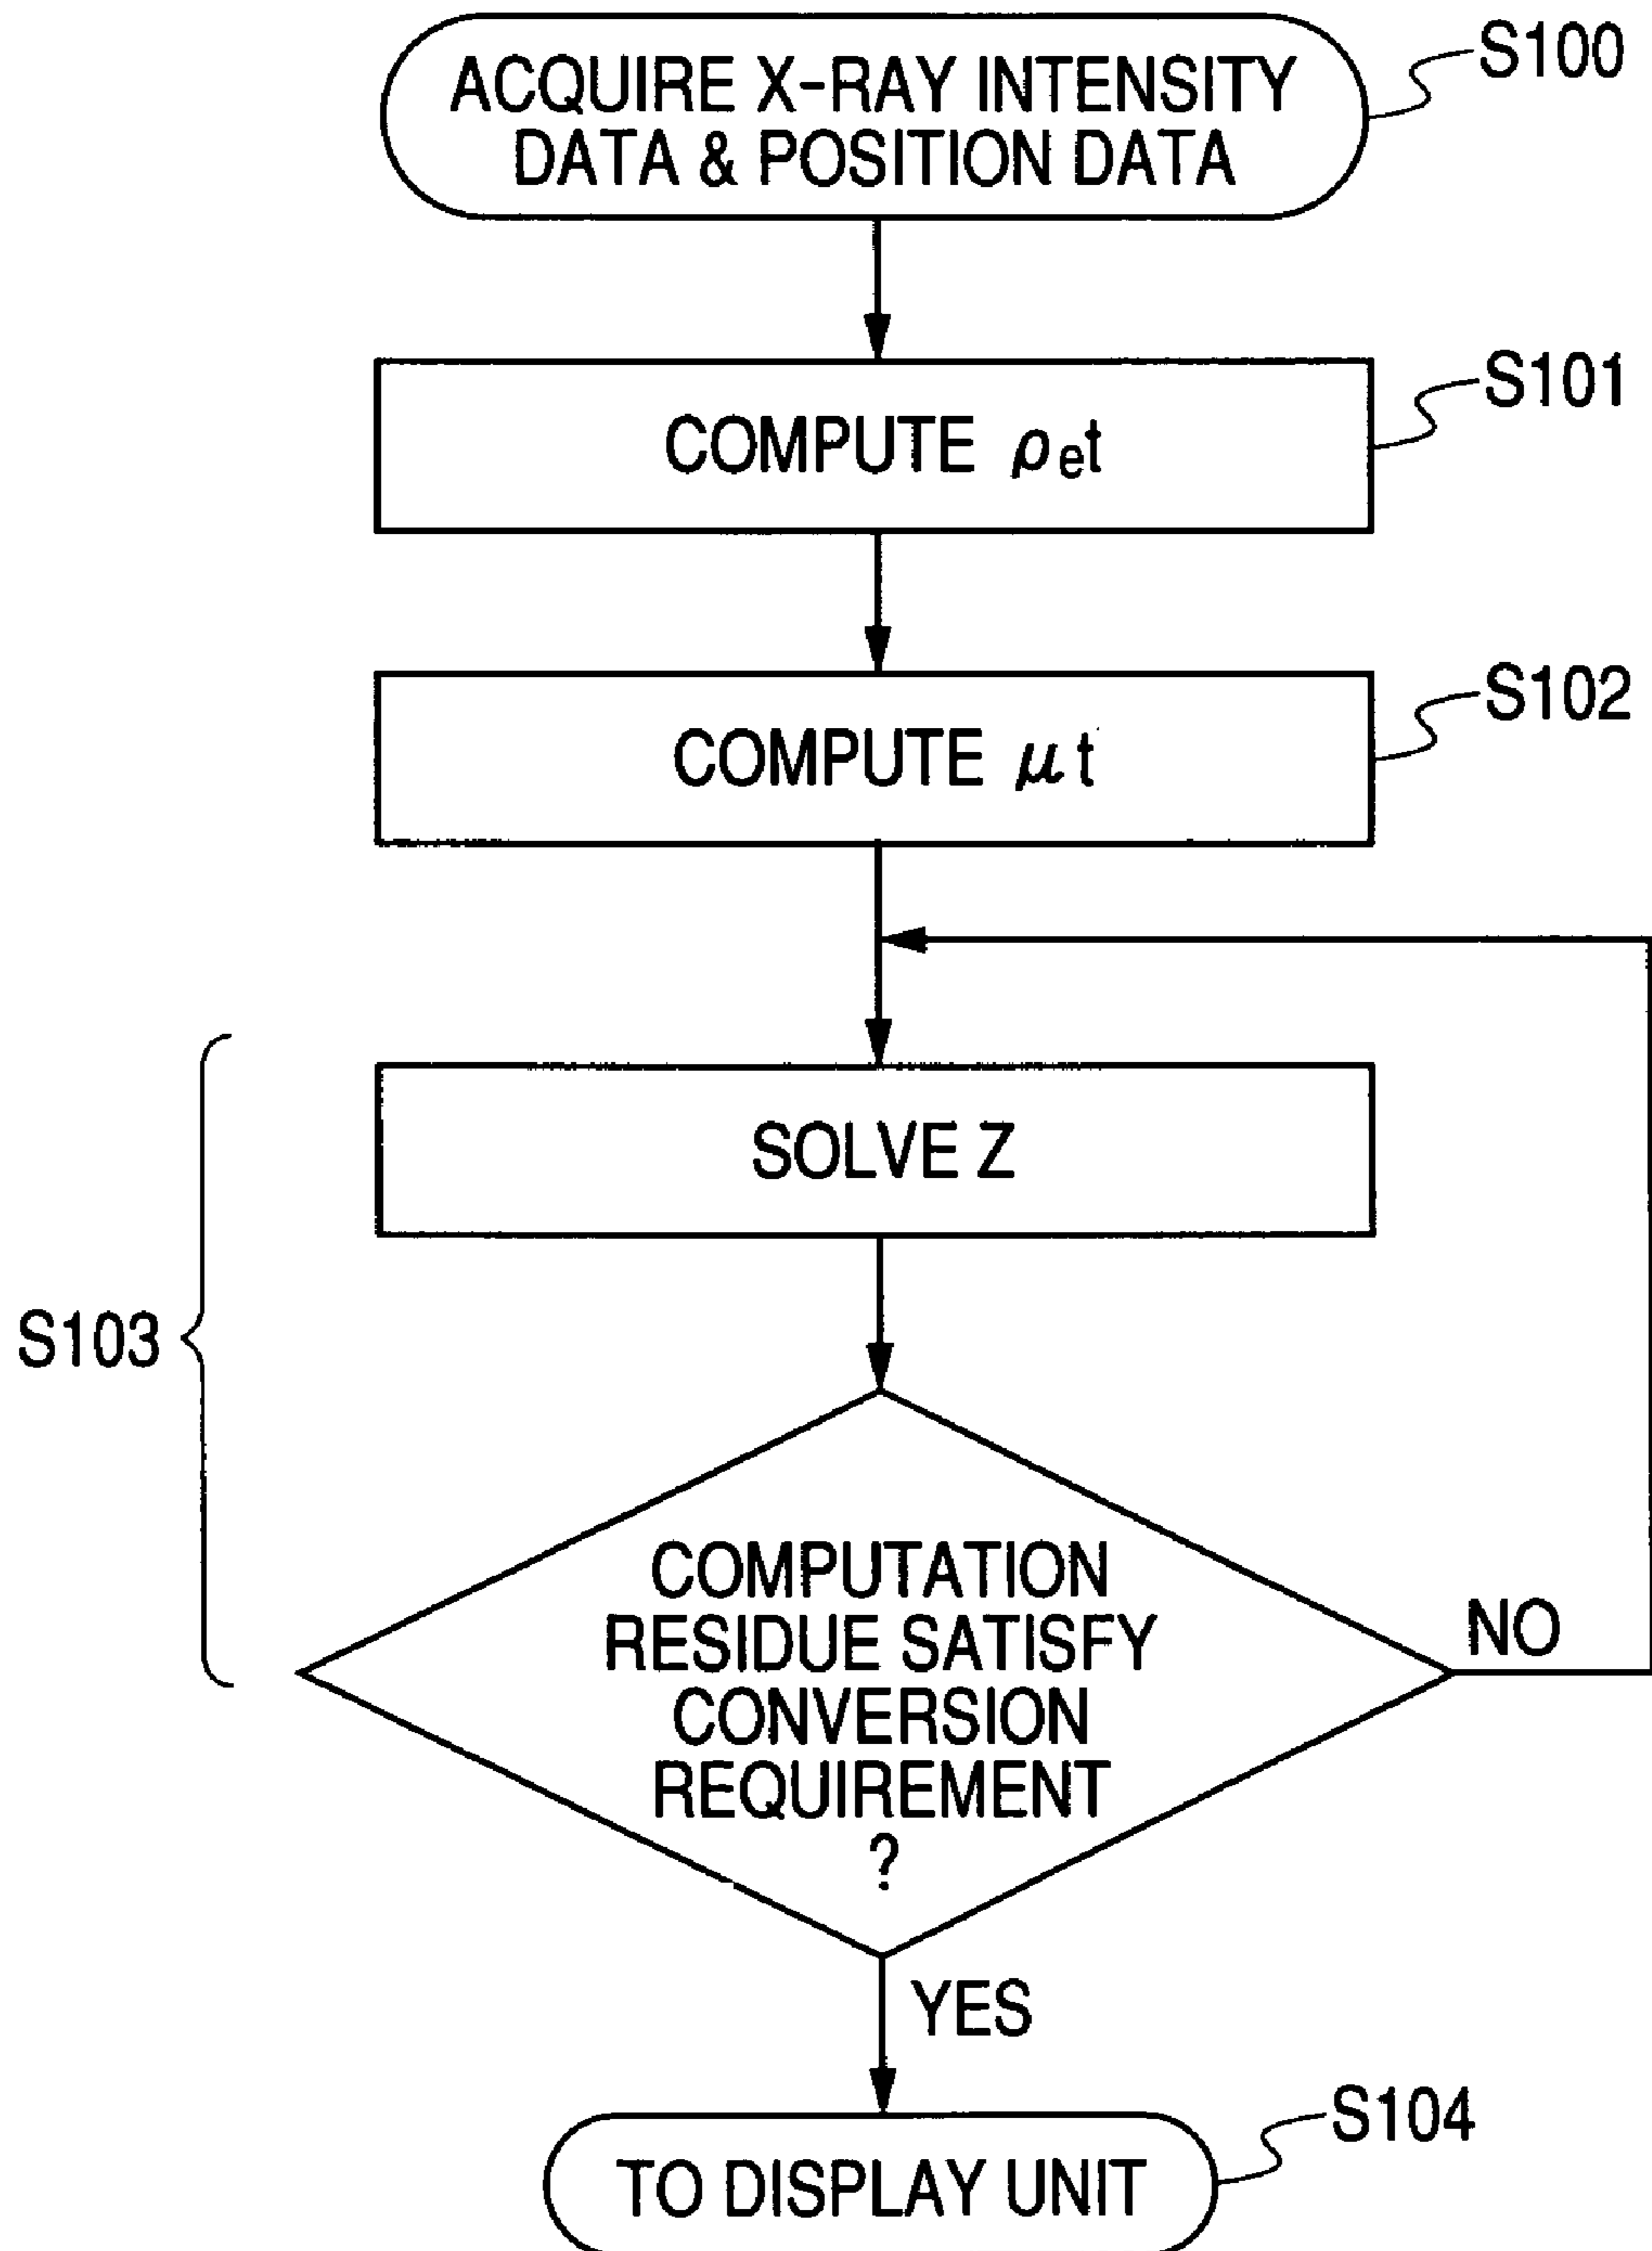 ACQUIRE X-RAY INTENSITY
DATA & POSITION DATA
S100
COMPUTE ρet
S101
COMPUTE μt
S102
SOLVE Z
S103
COMPUTATION
RESIDUE SATISFY
CONVERSION
REQUIREMENT
?
NO
YES
TO DISPLAY UNIT
S104